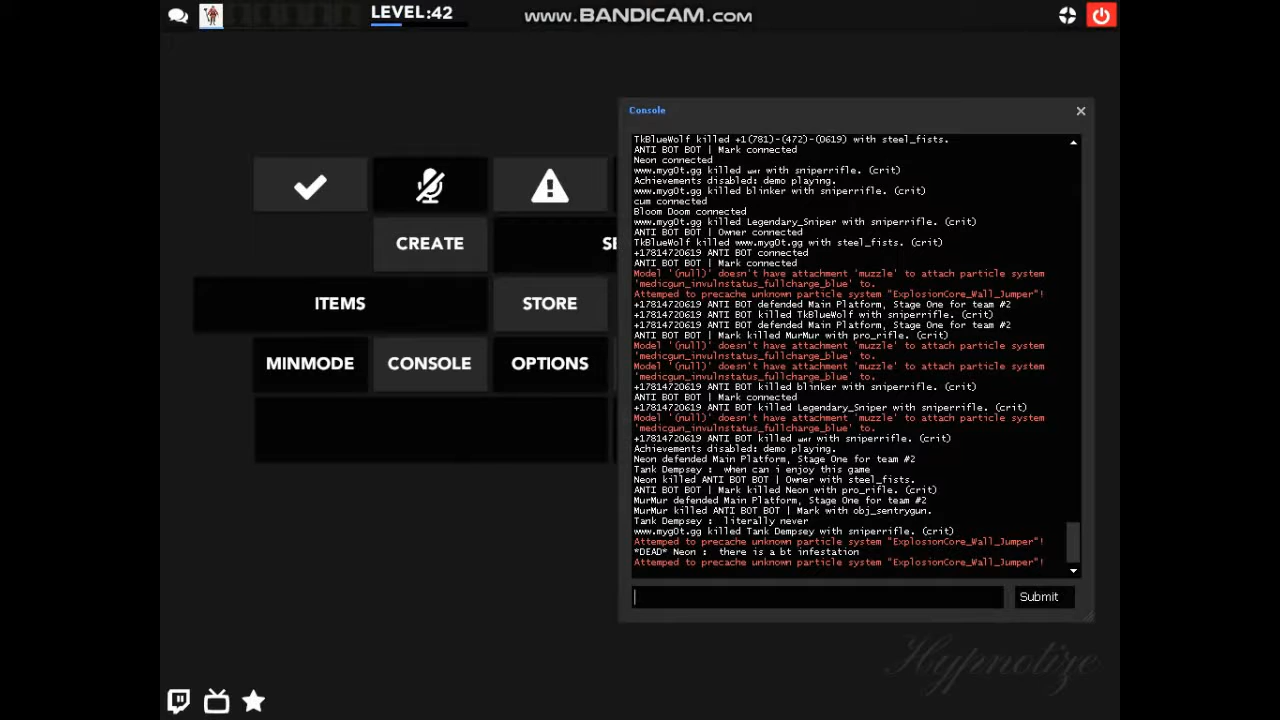 LEVEL:42
www.BANDICAM.com
Console
TkBlueWolf killed +1(781)-(472)-(0619) with steel_fists.
ANTI BOT BOT | Mark connected
Neon connected
www.myg0t.gg killed with sniperrifle. (crit)
Achievements disabled: demo playing.
www.myg0t.gg killed blinker with sniperrifle. (crit)
cum connected
Bloom Doom connected
www.myg0t.gg killed Legendary_Sniper with sniperrifle. (crit)
ANTI BOT BOT | Owner connected
TkBlueWolf killed www.myg0t.gg with steel_fists. (crit)
+17814720619 ANTI BOT connected
ANTI BOT BOT | Mark connected
Model '(null)' doesn't have attachment 'muzzle' to attach particle system
'medicgun_invulnstatus_fullcharge_blue' to.
Attemped to precache unknown particle system "ExplosionCore_Wall_Jumper"!
+17814720619 ANTI BOT defended Main Platform, Stage One for team #2
+17814720619 ANTI BOT killed TkBlueWolf with sniperrifle. (crit)
+17814720619 ANTI BOT defended Main Platform, Stage One for team #2
ANTI BOT BOT | Mark killed MurMur with pro_rifle. (crit)
Model '(null)' doesn't have attachment 'muzzle' to attach particle system
'medicgun_invulnstatus_fullcharge_blue' to.
Model '(null)' doesn't have attachment 'muzzle' to attach particle system
'medicgun_invulnstatus_fullcharge_blue' to.
+17814720619 ANTI BOT killed blinker with sniperrifle. (crit)
ANTI BOT BOT | Mark connected
+17814720619 ANTI BOT killed Legendary_Sniper with sniperrifle. (crit)
Model '(null)' doesn't have attachment 'muzzle' to attach particle system
'medicgun_invulnstatus_fullcharge_blue' to.
+17814720619 ANTI BOT killed with sniperrifle. (crit)
Achievements disabled: demo playing.
Neon defended Main Platform, Stage One for team #2
Tank Dempsey : when can i enjoy this game
Neon killed ANTI BOT BOT | Owner with steel_fists.
ANTI BOT BOT | Mark killed Neon with pro_rifle. (crit)
MurMur defended Main Platform, Stage One for team #2
MurMur killed ANTI BOT BOT | Mark with obj_sentrygun.
Tank Dempsey : literally never
www.myg0t.gg killed Tank Dempsey with sniperrifle. (crit)
Attemped to precache unknown particle system "ExplosionCore_Wall_Jumper"!
*DEAD* Neon : there is a bt infestation
Attemped to precache unknown particle system "ExplosionCore_Wall_Jumper"!
Submit
CREATE
SE
ITEMS
STORE
MINMODE
CONSOLE
OPTIONS
Hypnotize